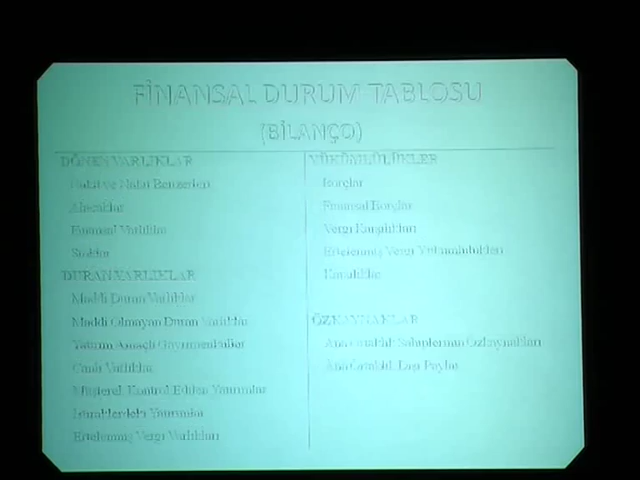 FİNANSAL DURUM TABLOSU
(BİLANÇO)
DÖNEN VARLIKLAR
Nakit ve Nakit Benzerleri
Alacaklar
Finansal Varlıklar
Stoklar
DURAN VARLIKLAR
Maddi Duran Varlıklar
Maddi Olmayan Duran Varlıklar
Yatırım Amaçlı Gayrimenkuller
Canlı Varlıklar
Müşterek Kontrol Edilen Yatırımlar
İştiraklerdeki Yatırımlar
Ertelenmiş Vergi Varlıkları
YÜKÜMLÜLÜKLER
Borçlar
Finansal Borçlar
Vergi Karşılıkları
Ertelenmiş Vergi Yükümlülükleri
Karşılıklar
ÖZKAYNAKLAR
Ana Ortaklık Sahiplerinin Özkaynakları
Ana Ortaklık Dışı Paylar